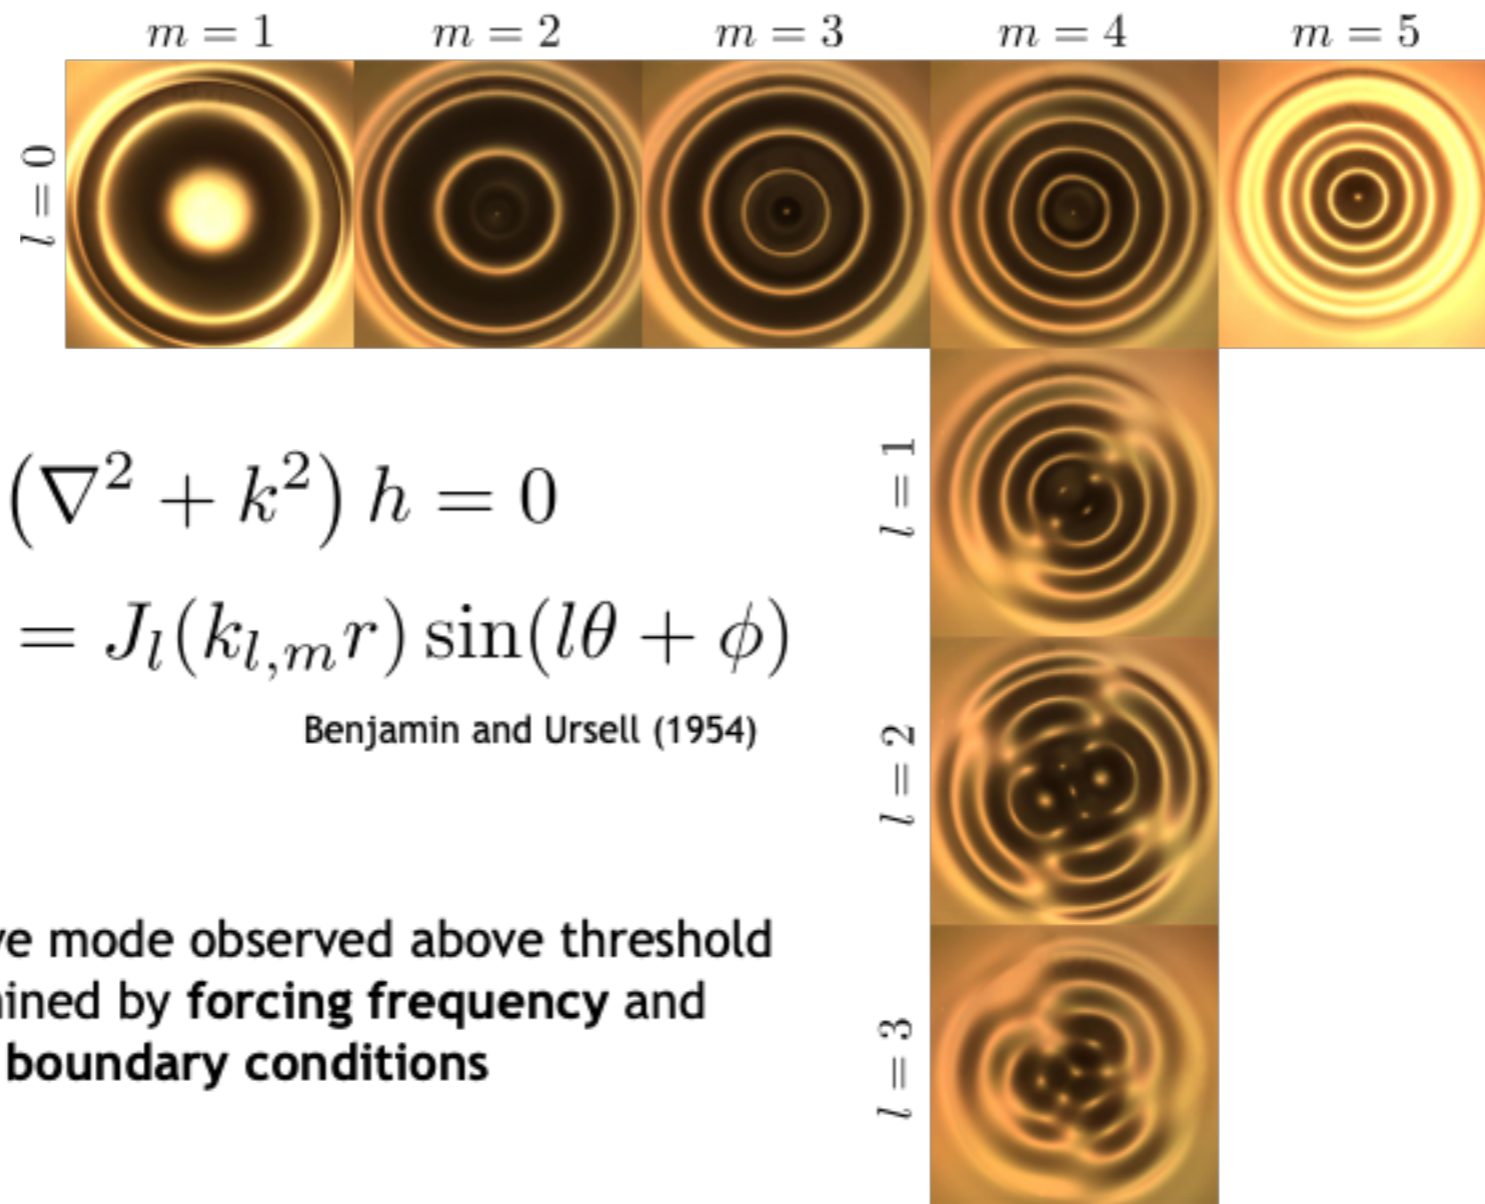 m = 1
m = 2
m = 3
m = 4
m = 5
l = 0
l = 1
(∇² + k²) h = 0
= J_l(k_{l,m}r) sin(lθ + φ)
Benjamin and Ursell (1954)
l = 2
mode observed above threshold
by forcing frequency and
boundary conditions
l = 3